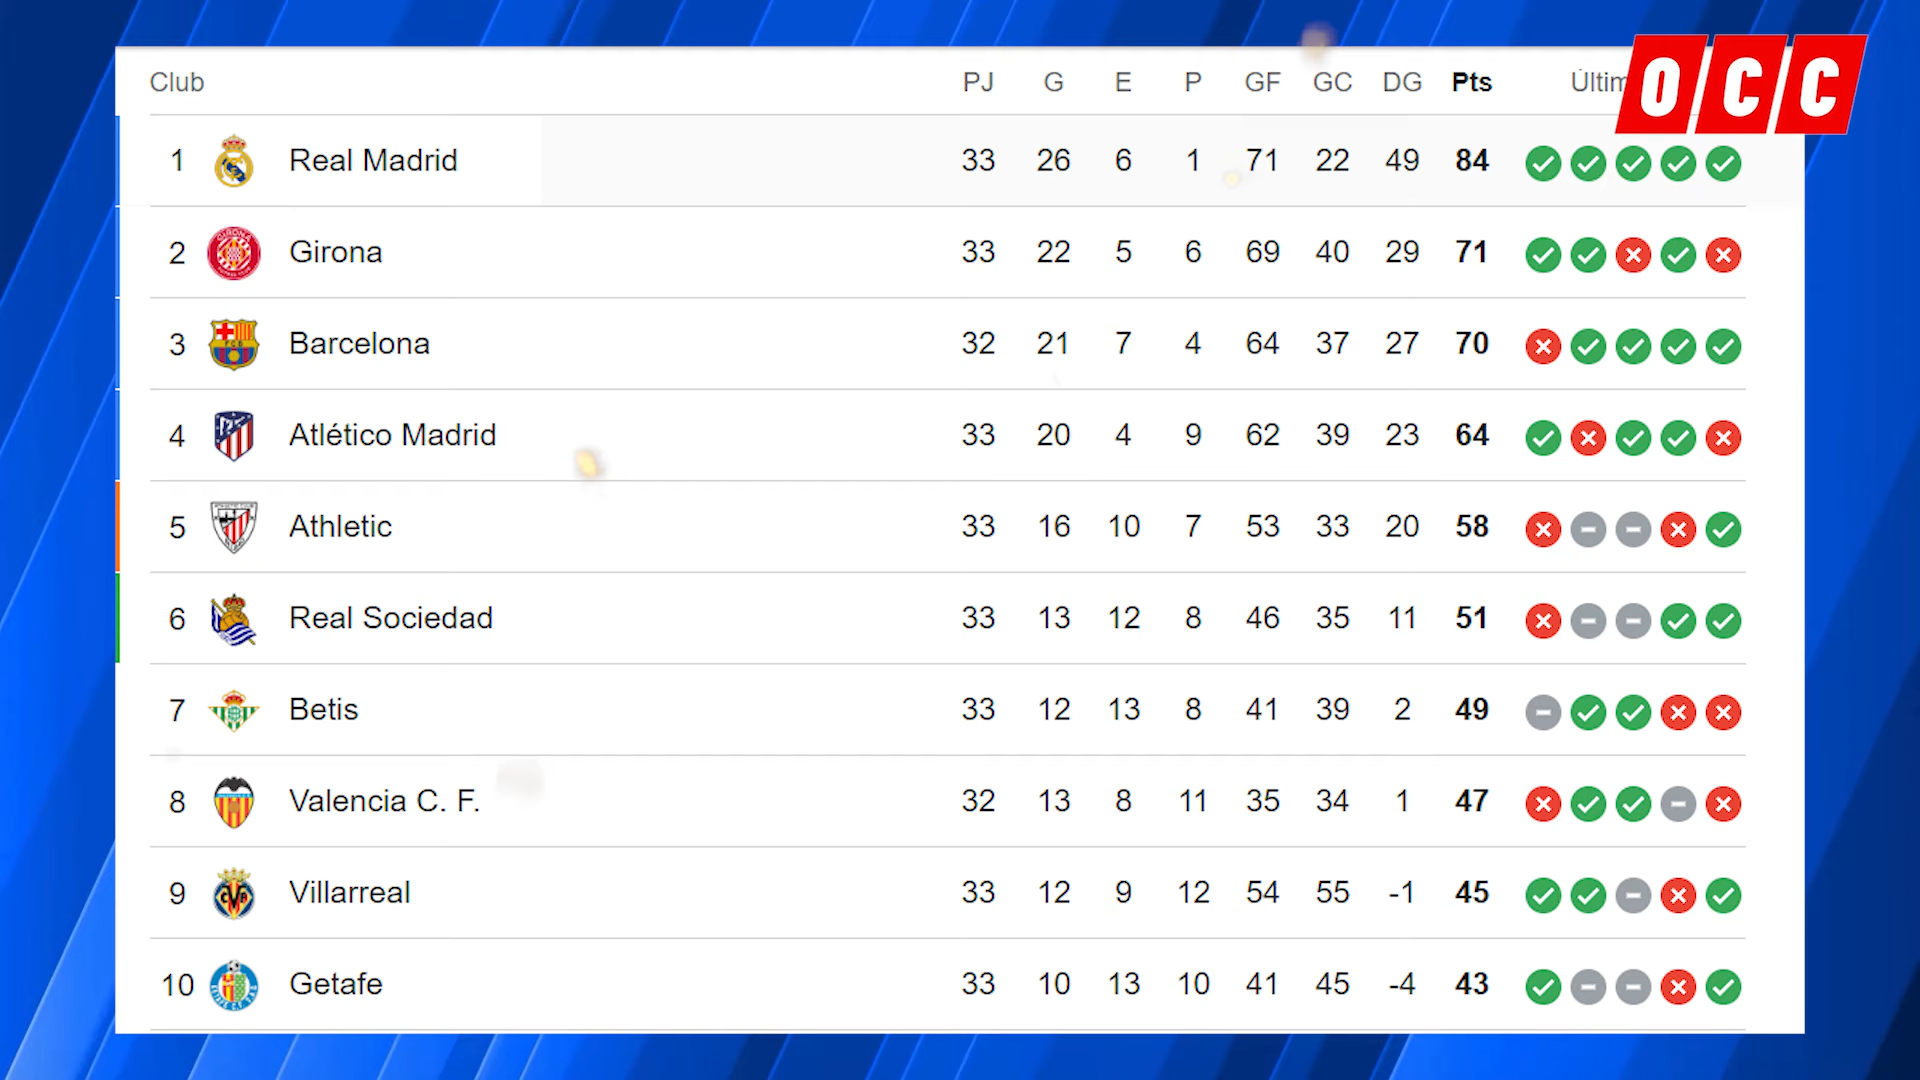 Club PJ G E P GF GC DG Pts Últim
OCC
1 Real Madrid 33 26 6 1 71 22 49 84
2 Girona 33 22 5 6 69 40 29 71
3 Barcelona 32 21 7 4 64 37 27 70
4 Atlético Madrid 33 20 4 9 62 39 23 64
5 Athletic 33 16 10 7 53 33 20 58
6 Real Sociedad 33 13 12 8 46 35 11 51
7 Betis 33 12 13 8 41 39 2 49
8 Valencia C. F. 32 13 8 11 35 34 1 47
9 Villarreal 33 12 9 12 54 55 -1 45
10 Getafe 33 10 13 10 41 45 -4 43